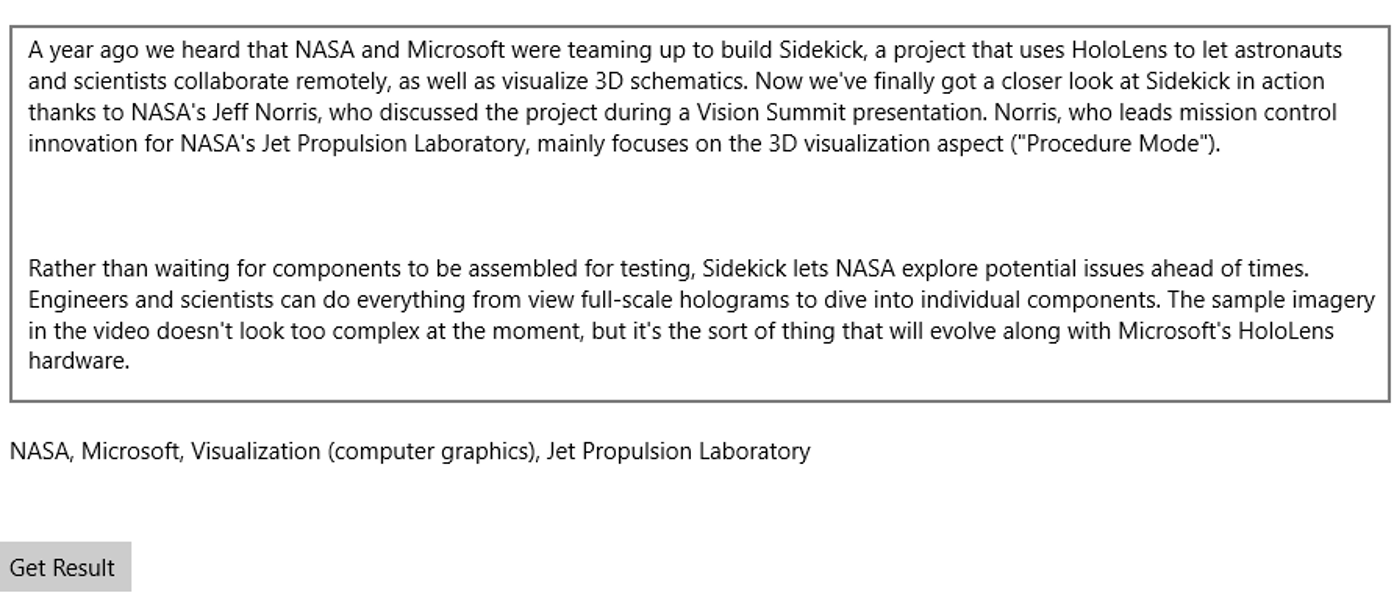 A year ago we heard that NASA and Microsoft were teaming up to build Sidekick, a project that uses HoloLens to let astronauts
and scientists collaborate remotely, as well as visualize 3D schematics. Now we've finally got a closer look at Sidekick in action
thanks to NASA's Jeff Norris, who discussed the project during a Vision Summit presentation. Norris, who leads mission control
innovation for NASA's Jet Propulsion Laboratory, mainly focuses on the 3D visualization aspect ("Procedure Mode").
Rather than waiting for components to be assembled for testing, Sidekick lets NASA explore potential issues ahead of times.
Engineers and scientists can do everything from view full-scale holograms to dive into individual components. The sample imagery
in the video doesn't look too complex at the moment, but it's the sort of thing that will evolve along with Microsoft's HoloLens
hardware.
NASA, Microsoft, Visualization (computer graphics), Jet Propulsion Laboratory
Get Result